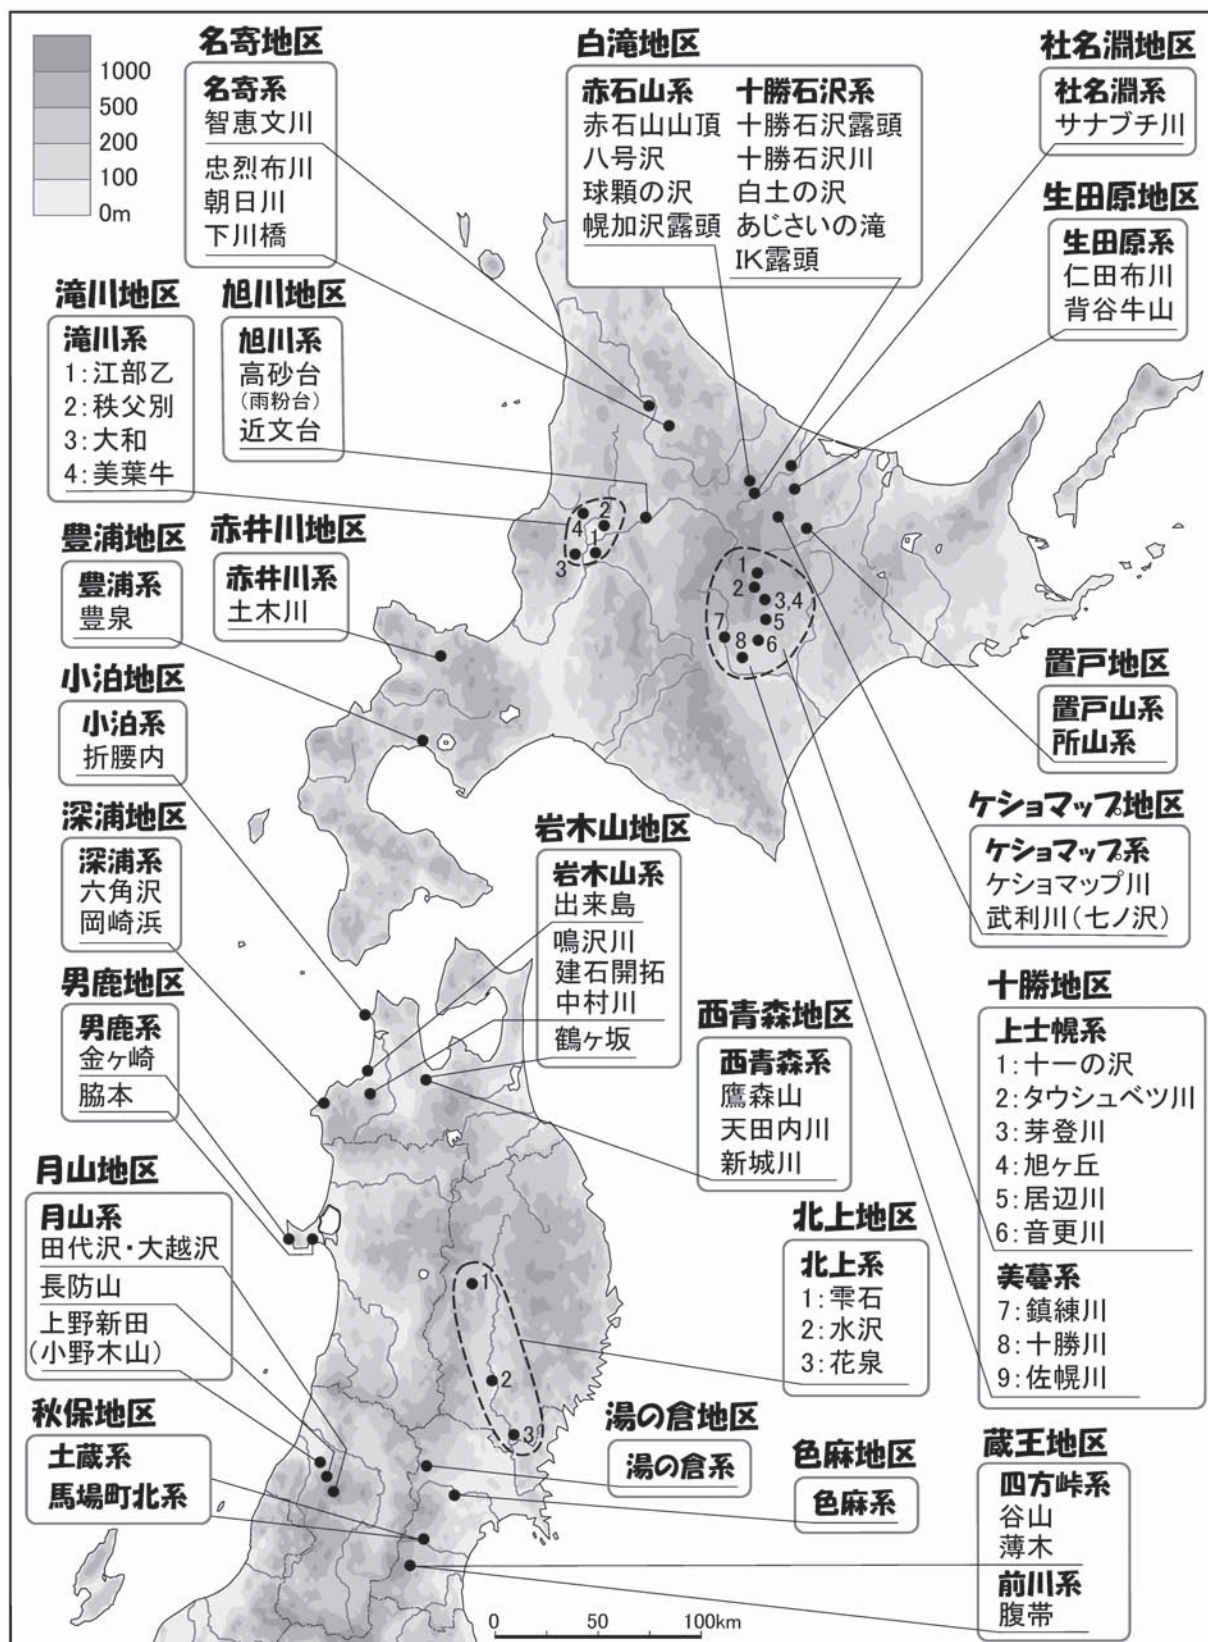 1000
500
200
100
0m
名寄地区
名寄系
智恵文川
忠烈布川
朝日川
下川橋
白滝地区
赤石山系
赤石山山頂
八号沢
球顆の沢
幌加沢露頭
十勝石沢系
十勝石沢露頭
十勝石沢川
白土の沢
あじさいの滝
IK露頭
社名淵地区
社名淵系
サナブチ川
生田原地区
生田原系
仁田布川
背谷牛山
滝川地区
滝川系
1:江部乙
2:秩父別
3:大和
4:美葉牛
旭川地区
旭川系
高砂台
(雨粉台)
近文台
2
4
1
3
1
2
3,4
5
7
8
6
豊浦地区
豊浦系
豊泉
赤井川地区
赤井川系
土木川
置戸地区
置戸山系
所山系
小泊地区
小泊系
折腰内
ケショマップ地区
ケショマップ系
ケショマップ川
武利川(七ノ沢)
深浦地区
深浦系
六角沢
岡崎浜
岩木山地区
岩木山系
出来島
鳴沢川
建石開拓
中村川
鶴ヶ坂
男鹿地区
男鹿系
金ヶ崎
脇本
西青森地区
西青森系
鷹森山
天田内川
新城川
十勝地区
上士幌系
1:十一の沢
2:タウシュベツ川
3:芽登川
4:旭ヶ丘
5:居辺川
6:音更川
美蔓系
7:鎮練川
8:十勝川
9:佐幌川
月山地区
月山系
田代沢・大越沢
長防山
上野新田
(小野木山)
北上地区
北上系
1:雫石
2:水沢
3:花泉
1
2
3
秋保地区
土蔵系
馬場町北系
湯の倉地区
湯の倉系
色麻地区
色麻系
蔵王地区
四方峠系
谷山
薄木
前川系
腹帯
0 50 100km